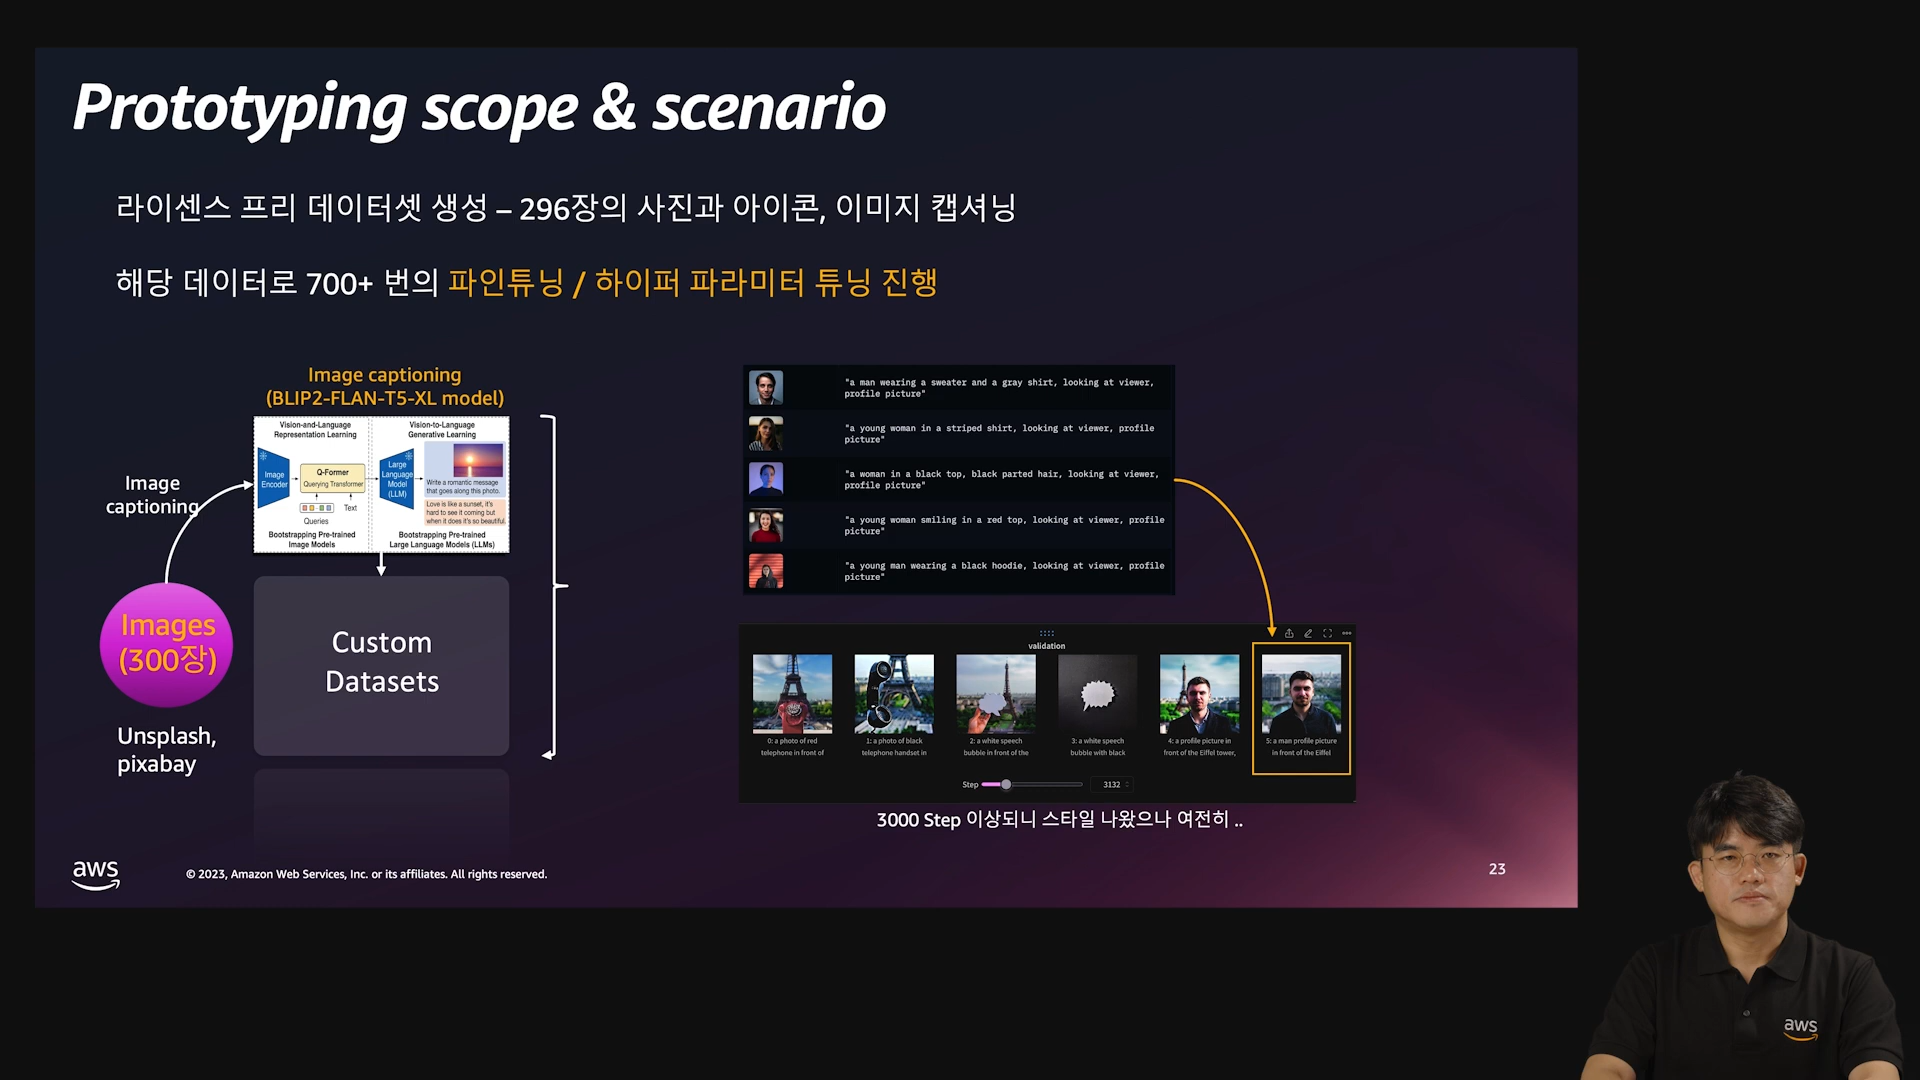 Prototyping scope & scenario
라이센스 프리 데이터셋 생성 – 296장의 사진과 아이콘, 이미지 캡셔닝
해당 데이터로 700+ 번의 파인튜닝 / 하이퍼 파라미터 튜닝 진행
Image captioning
(BLIP2-FLAN-T5-XL model)
Vision-and-Language
Representation Learning
Vision-to-Language
Generative Learning
Image
Encoder
Q-Former
Querying Transformer
Large
Language
Model
(LLM)
Write a romantic message
that goes along this photo.
Love is like a sunset, it's
hard to see it coming but
when it does it's so beautiful.
Queries
Text
Bootstrapping Pre-trained
Image Models
Bootstrapping Pre-trained
Large Language Models (LLMs)
Image
captioning
Images
(300장)
Unsplash,
pixabay
Custom
Datasets
"a man wearing a sweater and a gray shirt, looking at viewer,
profile picture"
"a young woman in a striped shirt, looking at viewer, profile
picture"
"a woman in a black top, black parted hair, looking at viewer,
profile picture"
"a young woman smiling in a red top, looking at viewer, profile
picture"
"a young man wearing a black hoodie, looking at viewer, profile
picture"
validation
0: a photo of red
telephone in front of
1: a photo of black
telephone handset in
2: a white speech
bubble in front of the
3: a white speech
bubble with black
4: a profile picture in
front of the Eiffel tower,
5: a man profile picture
in front of the Eiffel
Step
3132
3000 Step 이상되니 스타일 나왔으나 여전히 ..
aws
© 2023, Amazon Web Services, Inc. or its affiliates. All rights reserved.
23
aws